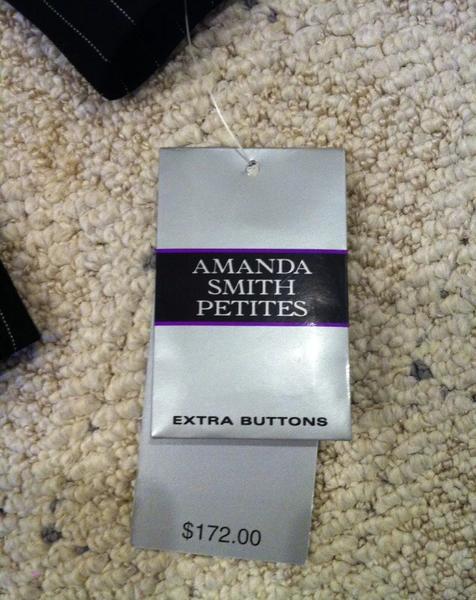 AMANDA
SMITH
PETITES
EXTRA BUTTONS
$172.00